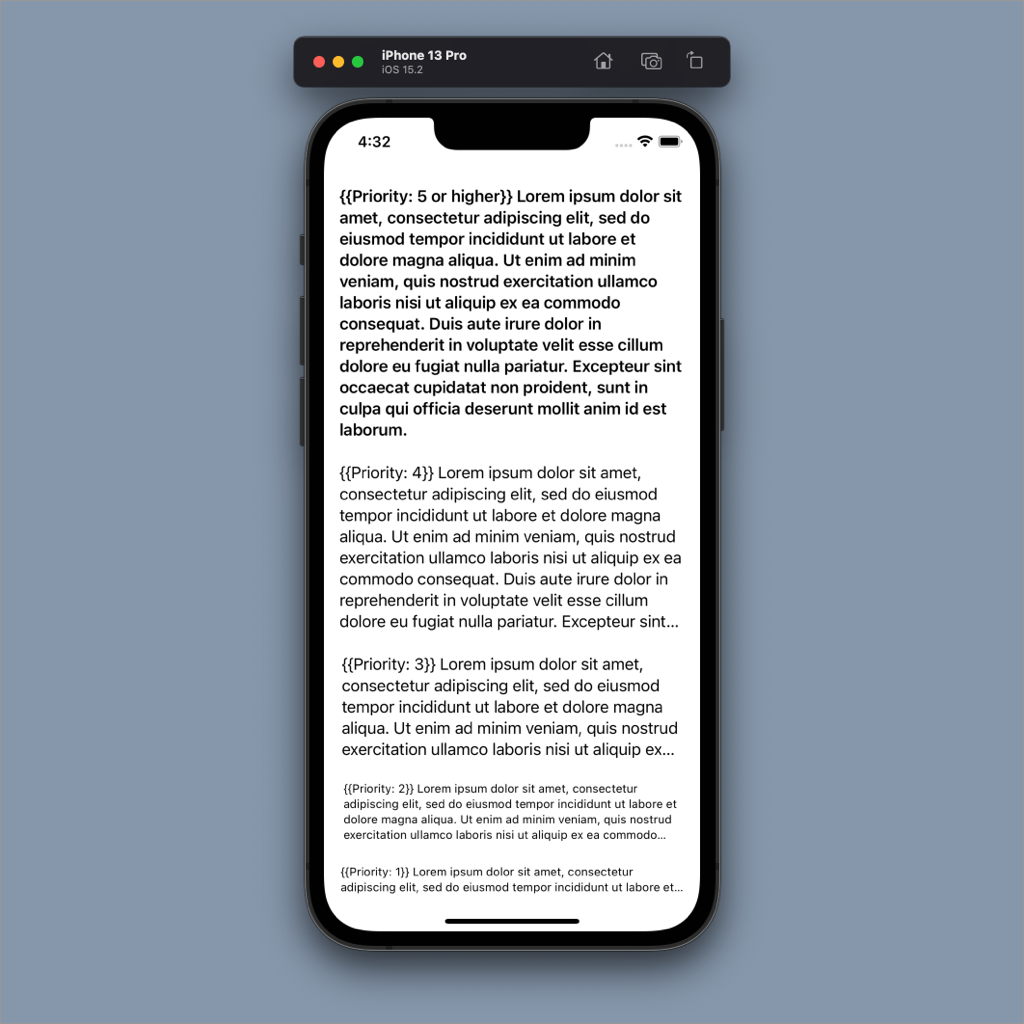 iPhone 13 Pro
iOS 15.2
4:32
{{Priority: 5 or higher}} Lorem ipsum dolor sit
amet, consectetur adipiscing elit, sed do
eiusmod tempor incididunt ut labore et
dolore magna aliqua. Ut enim ad minim
veniam, quis nostrud exercitation ullamco
laboris nisi ut aliquip ex ea commodo
consequat. Duis aute irure dolor in
reprehenderit in voluptate velit esse cillum
dolore eu fugiat nulla pariatur. Excepteur sint
occaecat cupidatat non proident, sunt in
culpa qui officia deserunt mollit anim id est
laborum.
{{Priority: 4}} Lorem ipsum dolor sit amet,
consectetur adipiscing elit, sed do eiusmod
tempor incididunt ut labore et dolore magna
aliqua. Ut enim ad minim veniam, quis nostrud
exercitation ullamco laboris nisi ut aliquip ex ea
commodo consequat. Duis aute irure dolor in
reprehenderit in voluptate velit esse cillum
dolore eu fugiat nulla pariatur. Excepteur sint...
{{Priority: 3}} Lorem ipsum dolor sit amet,
consectetur adipiscing elit, sed do eiusmod
tempor incididunt ut labore et dolore magna
aliqua. Ut enim ad minim veniam, quis nostrud
exercitation ullamco laboris nisi ut aliquip ex...
{{Priority: 2}} Lorem ipsum dolor sit amet, consectetur
adipiscing elit, sed do eiusmod tempor incididunt ut labore et
dolore magna aliqua. Ut enim ad minim veniam, quis nostrud
exercitation ullamco laboris nisi ut aliquip ex ea commodo...
{{Priority: 1}} Lorem ipsum dolor sit amet, consectetur
adipiscing elit, sed do eiusmod tempor incididunt ut labore et...